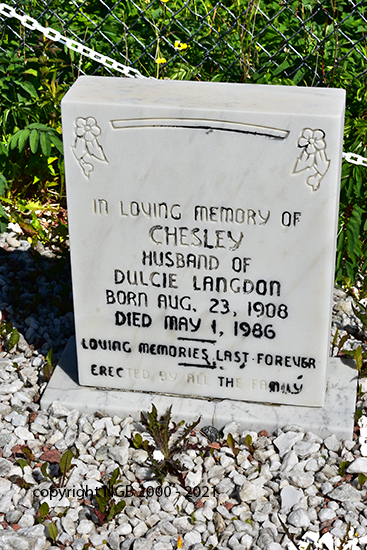 IN LOVING MEMORY OF
CHESLEY
HUSBAND OF
DULCIE LANGDON
BORN AUG. 23, 1908
DIED MAY 1, 1986
LOVING MEMORIES LAST FOREVER
ERECTED BY ALL THE FAMILY
copyright NGB 2000 - 2021